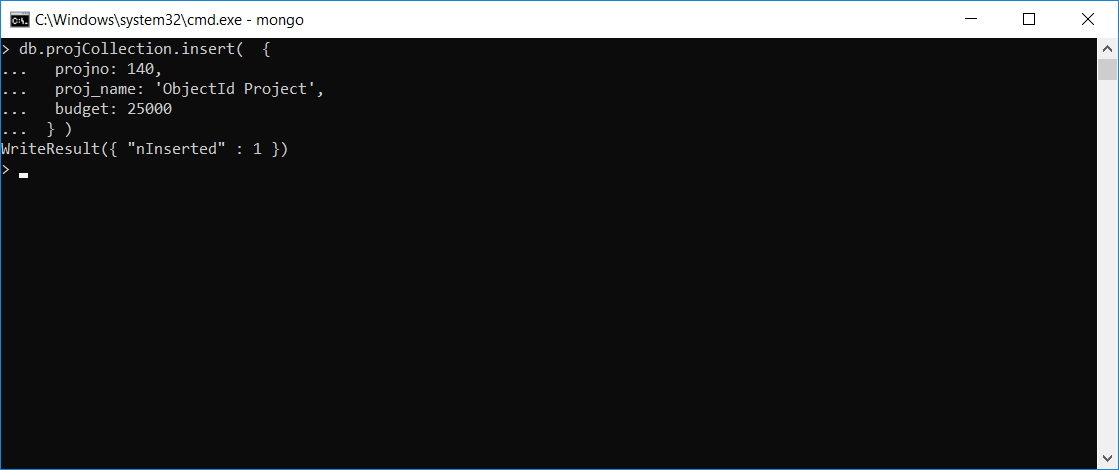 C:\Windows\system32\cmd.exe - mongo
> db.projCollection.insert(  {
...   projno: 140,
...   proj_name: 'ObjectId Project',
...   budget: 25000
...  } )
WriteResult({ "nInserted" : 1 })
>